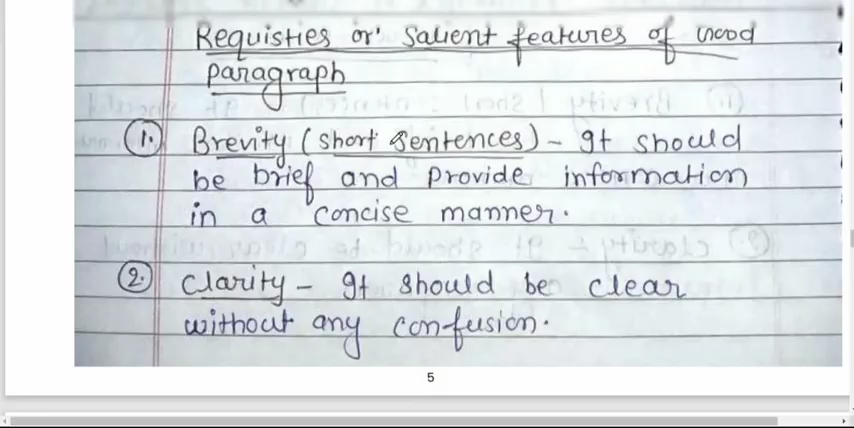 Requisties or Salient features of Good
Paragraph
1. Brevity (short Sentences) - It should
be brief and Provide information
in a concise manner.
2. Clarity - It should be clear
without any confusion.
5